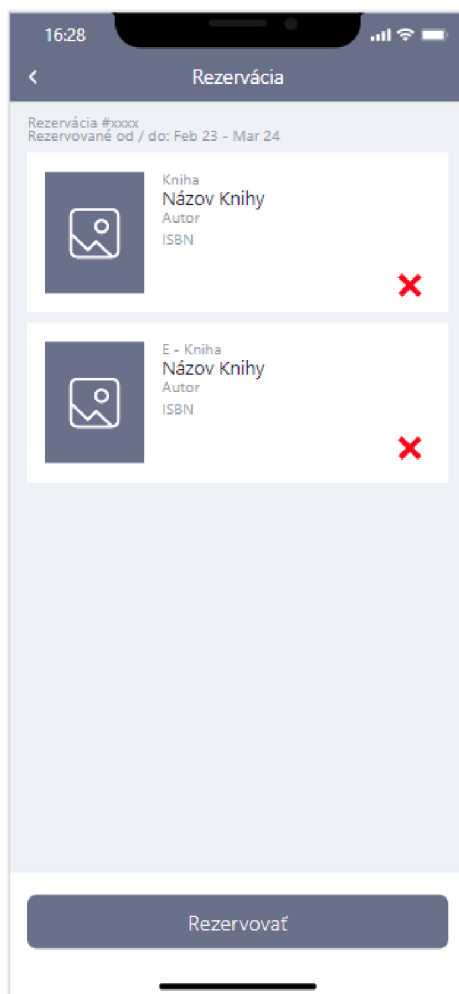 16:28
Rezervácia
Rezervácia #xxxx
Rezervované od / do: Feb 23 - Mar 24
Kniha
Názov Knihy
Autor
ISBN
E - Kniha
Názov Knihy
Autor
ISBN
Rezervovať